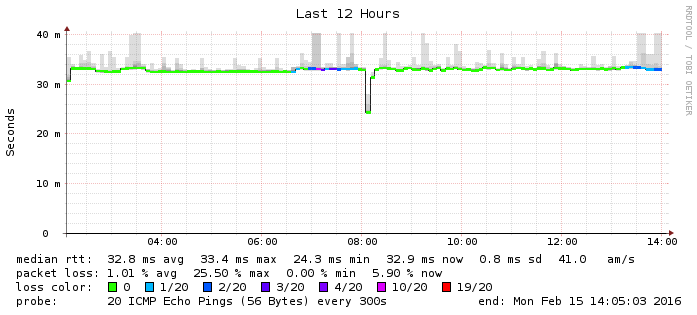 Last 12 Hours
RRDTOOL / TOBI OETIKER
Seconds
40 m
30 m
20 m
10 m
0
04:00 06:00 08:00 10:00 12:00 14:00
median rtt: 32.8 ms avg 33.4 ms max 24.3 ms min 32.9 ms now 0.8 ms sd 41.0 am/s
packet loss: 1.01 % avg 25.50 % max 0.00 % min 5.90 % now
loss color: 0 1/20 2/20 3/20 4/20 10/20 19/20
probe: 20 ICMP Echo Pings (56 Bytes) every 300s end: Mon Feb 15 14:05:03 2016